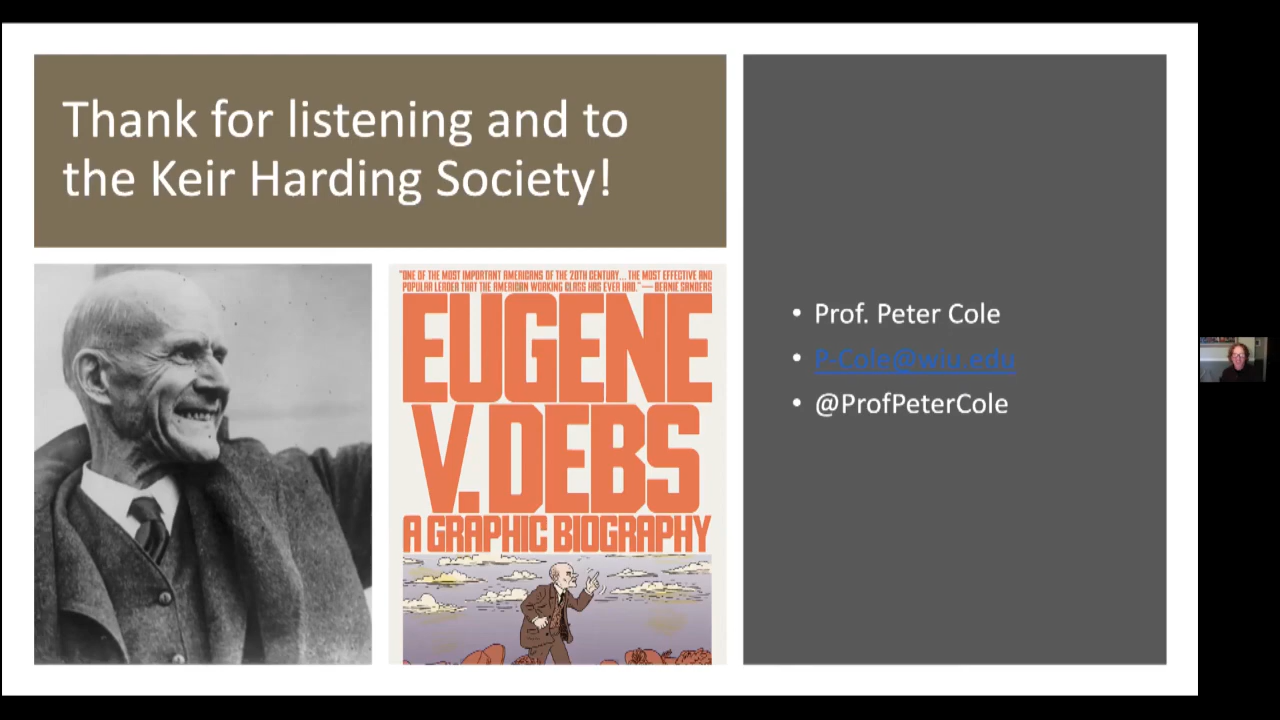 Thank for listening and to
the Keir Harding Society!
"ONE OF THE MOST IMPORTANT AMERICANS OF THE 20TH CENTURY... THE MOST EFFECTIVE AND
POPULAR LEADER THAT THE AMERICAN WORKING CLASS HAS EVER HAD." — BERNIE SANDERS
EUGENE
V. DEBS
A GRAPHIC BIOGRAPHY
• Prof. Peter Cole
• P-Cole@wiu.edu
• @ProfPeterCole